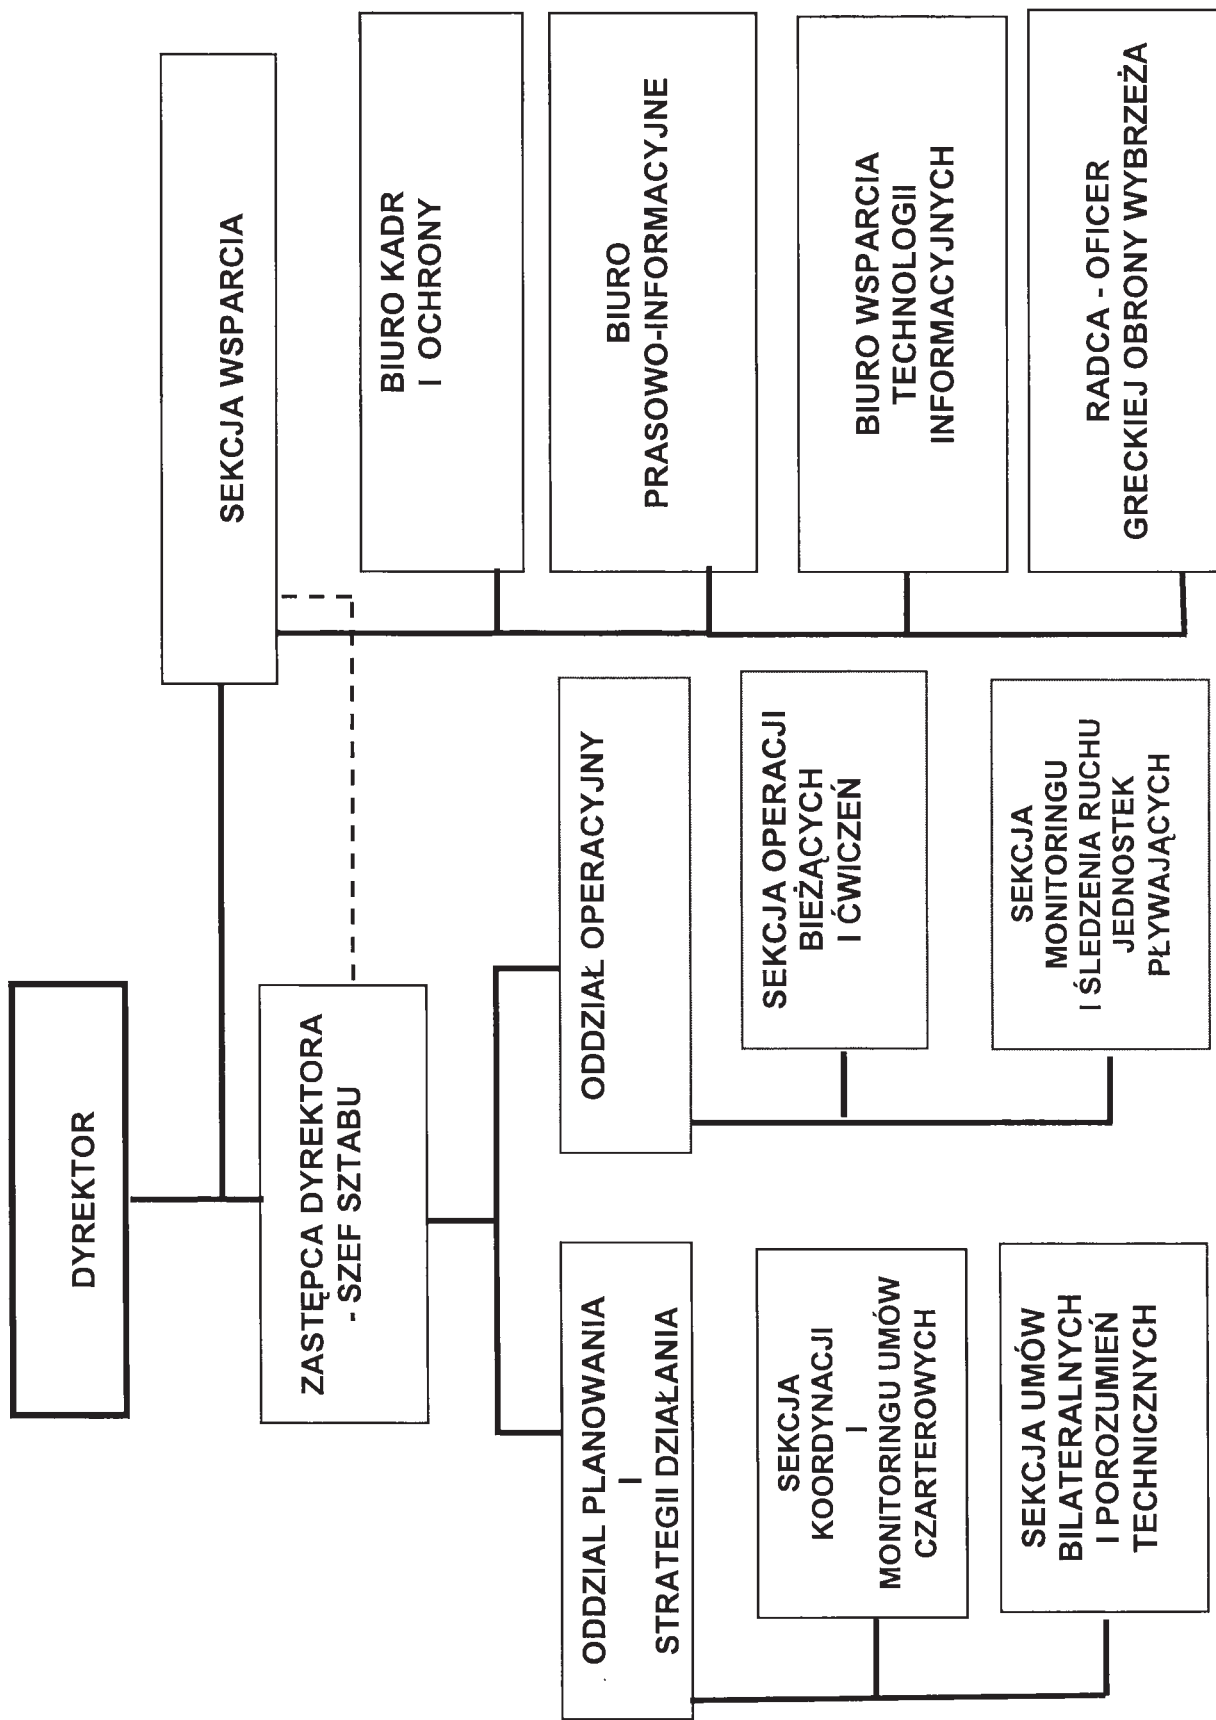 DYREKTOR
ZASTĘPCA DYREKTORA
- SZEF SZTABU
SEKCJA WSPARCIA
ODDZIAL PLANOWANIA
I
STRATEGII DZIAŁANIA
SEKCJA
KOORDYNACJI
I
MONITORINGU UMÓW
CZARTEROWYCH
SEKCJA UMÓW
BILATERALNYCH
I POROZUMIEŃ
TECHNICZNYCH
ODDZIAŁ OPERACYJNY
SEKCJA OPERACJI
BIEŻĄCYCH
I ĆWICZEŃ
SEKCJA
MONITORINGU
I ŚLEDZENIA RUCHU
JEDNOSTEK
PŁYWAJĄCYCH
BIURO KADR
I OCHRONY
BIURO
PRASOWO-INFORMACYJNE
BIURO WSPARCIA
TECHNOLOGII
INFORMACYJNYCH
RADCA - OFICER
GRECKIEJ OBRONY WYBRZEŻA